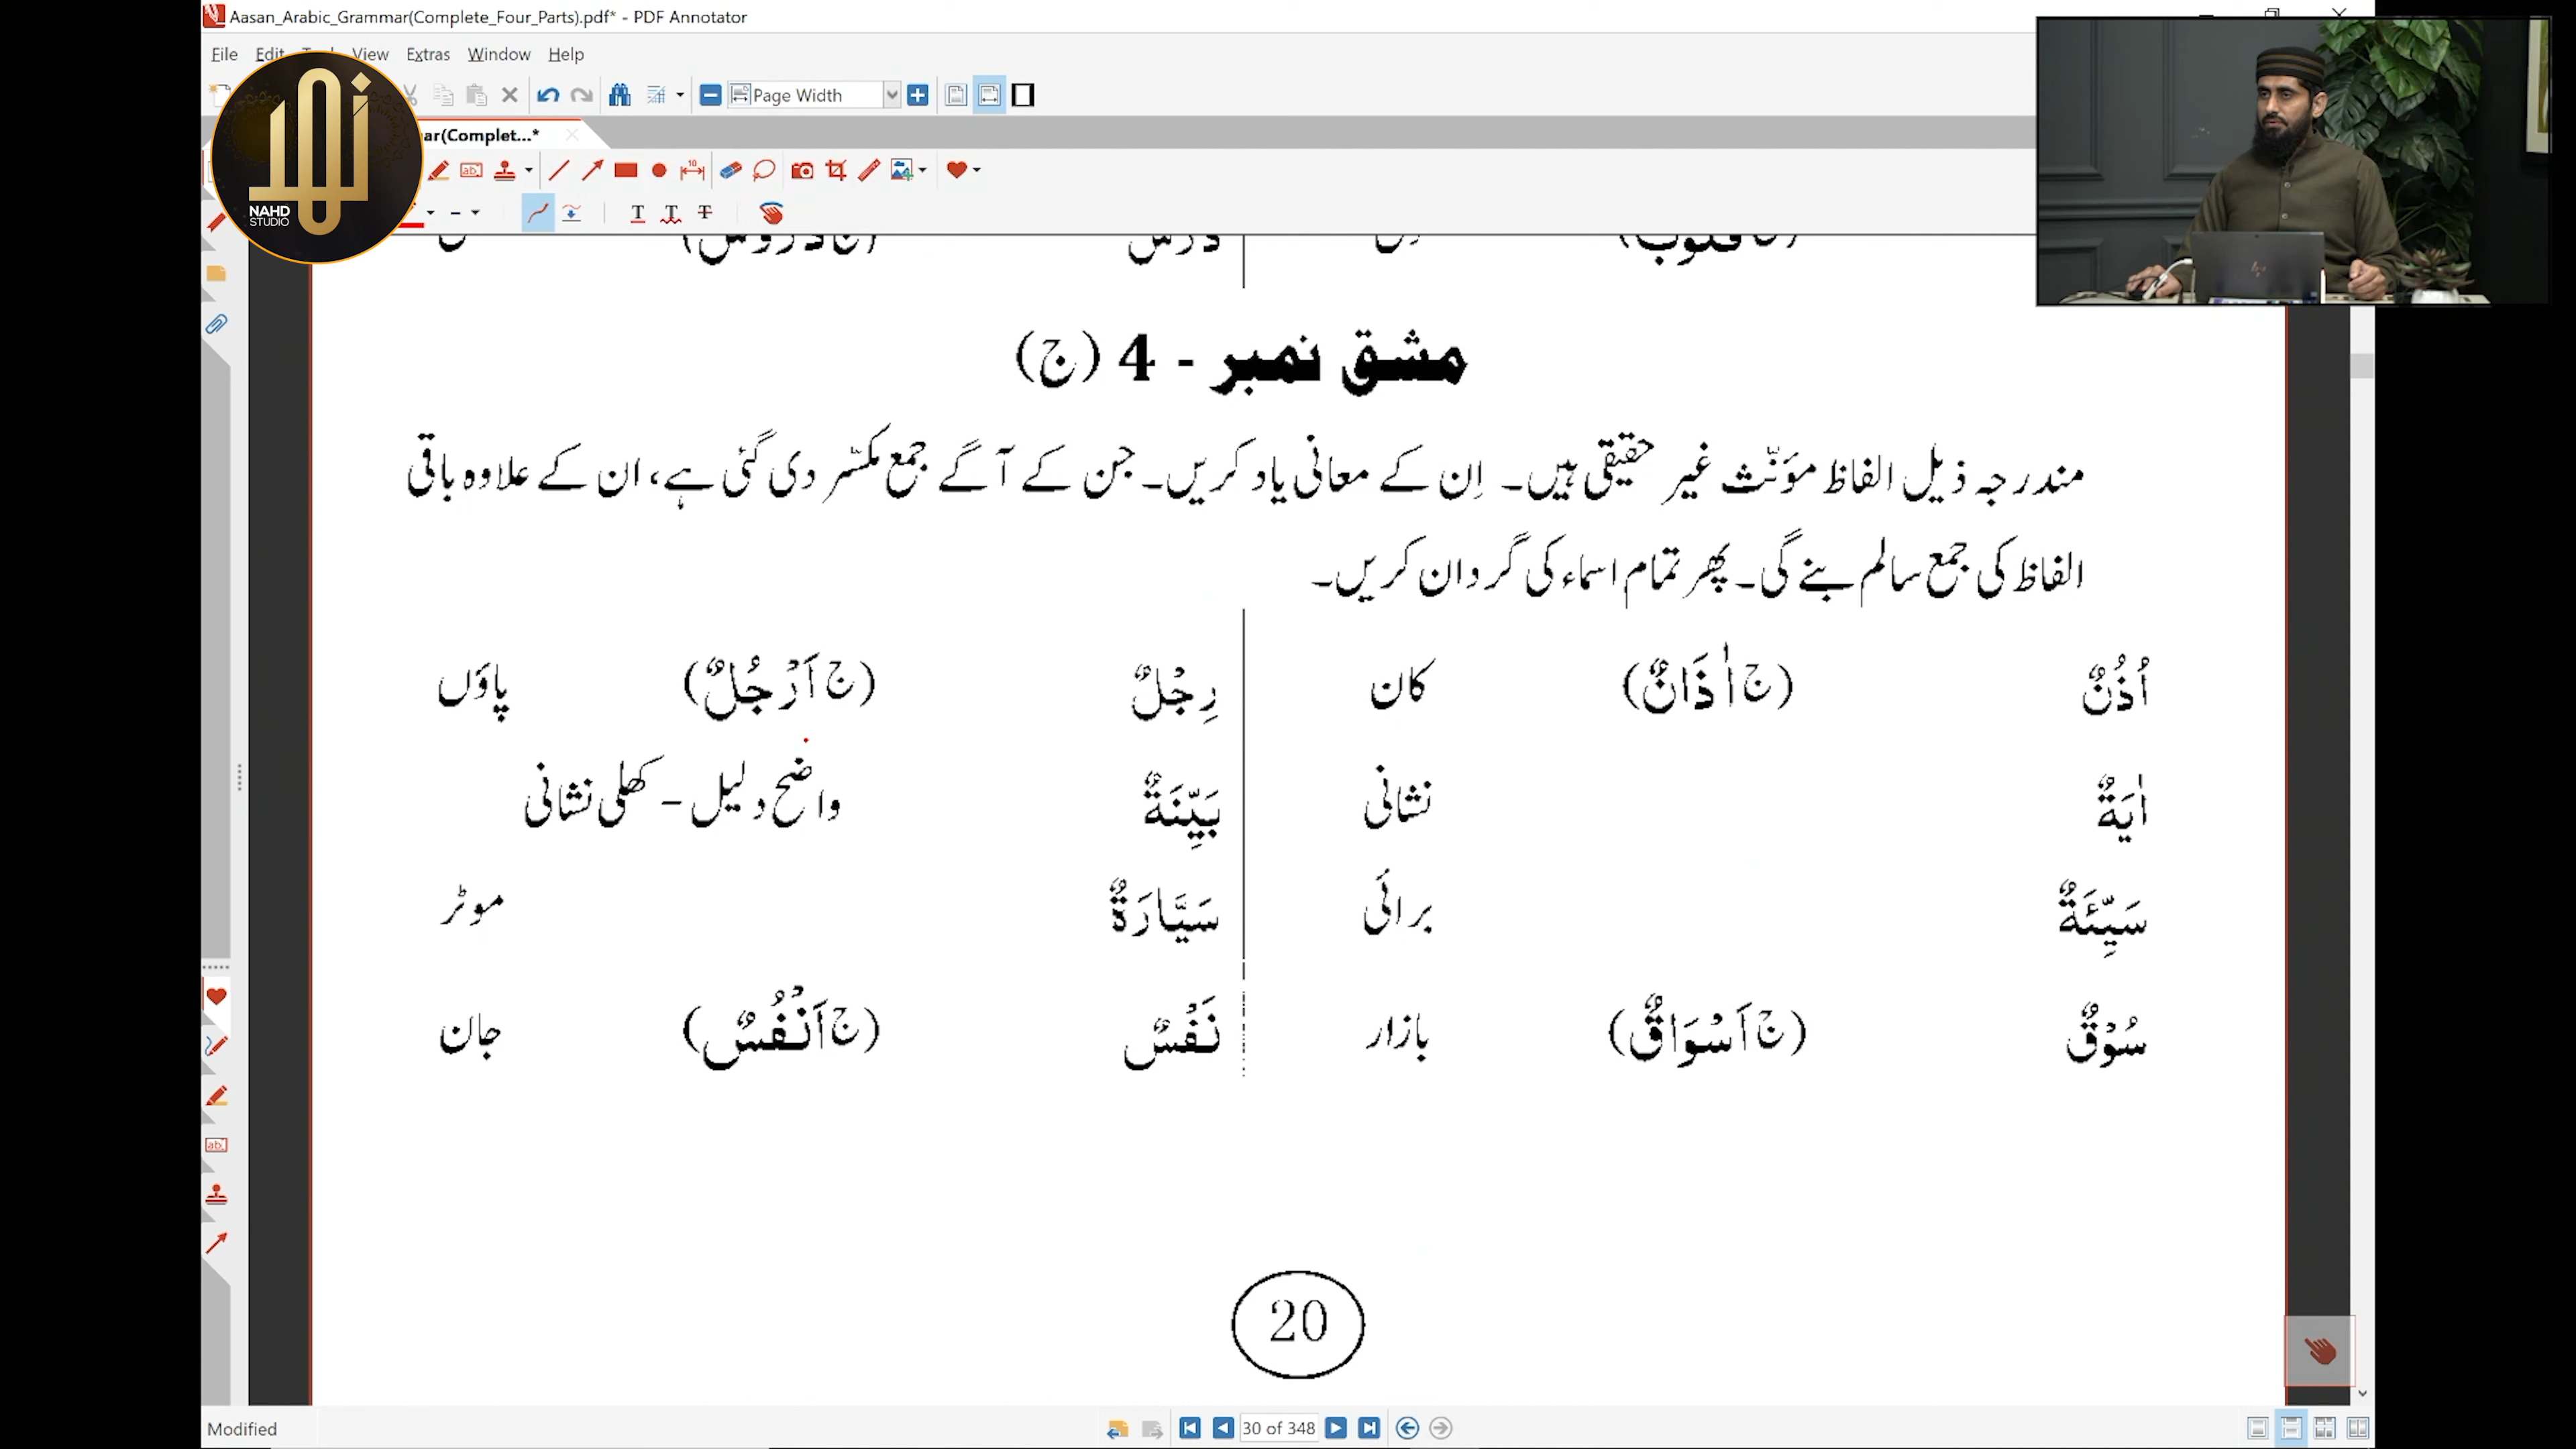 Aasan_Arabic_Grammar(Complete_Four_Parts).pdf* - PDF Annotator
File Edit View Extras Window Help
Page Width
ar(Complet...*
NAHD
STUDIO
مشق نمبر - 4 (ج)
مندرجہ ذیل الفاظ مؤنّث غیر حقیقی ہیں۔ اِن کے معانی یاد کریں۔ جن کے آگے جمع مکسّر دی گئی ہے، ان کے علاوہ باقی
الفاظ کی جمع سالم بنے گی۔ پھر تمام اسماء کی گردان کریں۔
اُذُنٌ (ج اٰذَانٌ) کان رِجْلٌ (ج اَرْجُلٌ) پاؤں
اٰيَةٌ نشانی بَيِّنَةٌ واضح دلیل - کھلی نشانی
سَيِّئَةٌ برائی سَيَّارَةٌ موٹر
سُوْقٌ (ج اَسْوَاقٌ) بازار نَفْسٌ (ج اَنْفُسٌ) جان
20
Modified
30 of 348